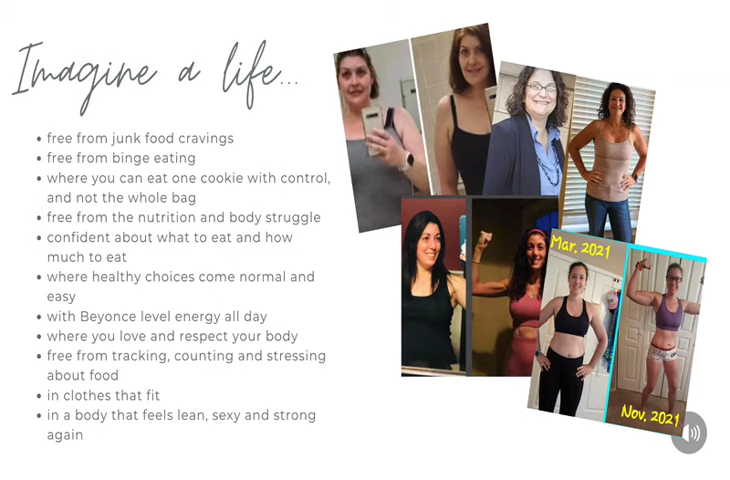 Imagine a life...
• free from junk food cravings
• free from binge eating
• where you can eat one cookie with control,
and not the whole bag
• free from the nutrition and body struggle
• confident about what to eat and how
much to eat
• where healthy choices come normal and
easy
• with Beyonce level energy all day
• where you love and respect your body
• free from tracking, counting and stressing
about food
• in clothes that fit
• in a body that feels lean, sexy and strong
again
Mar. 2021
Nov. 2021